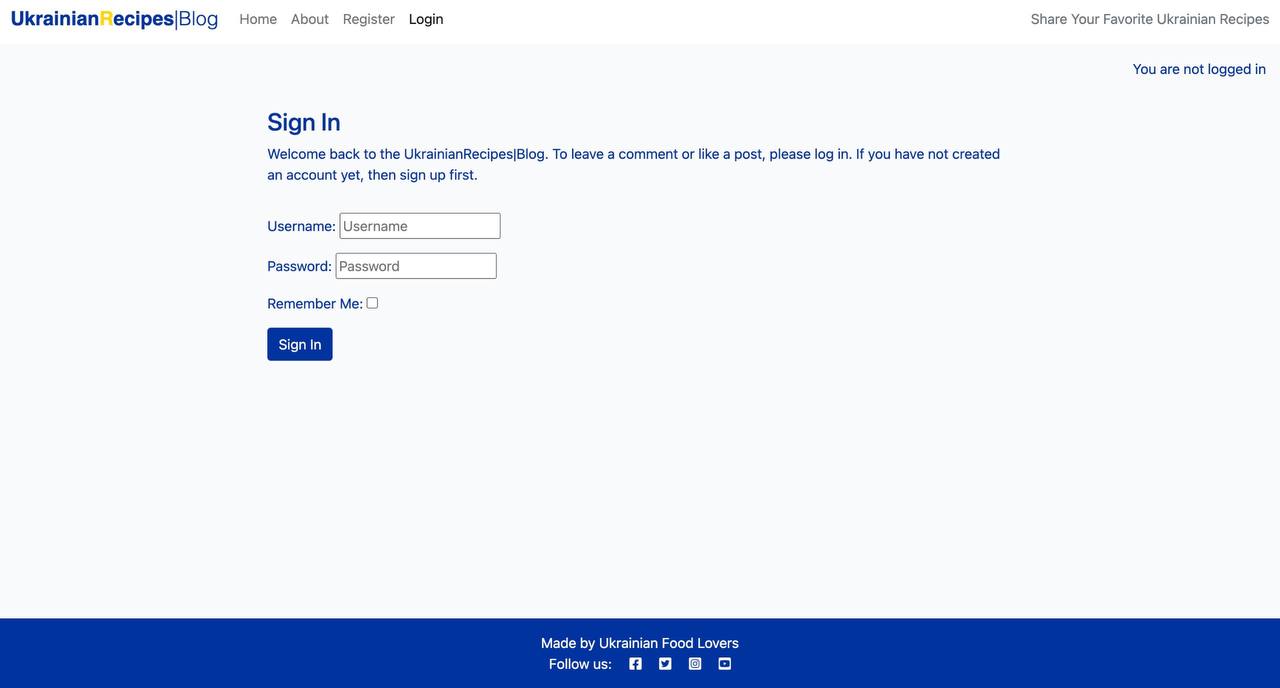 UkrainianRecipes|Blog Home About Register Login Share Your Favorite Ukrainian Recipes
You are not logged in
Sign In
Welcome back to the UkrainianRecipes|Blog. To leave a comment or like a post, please log in. If you have not created
an account yet, then sign up first.
Username: Username
Password: Password
Remember Me:
Sign In
Made by Ukrainian Food Lovers
Follow us: